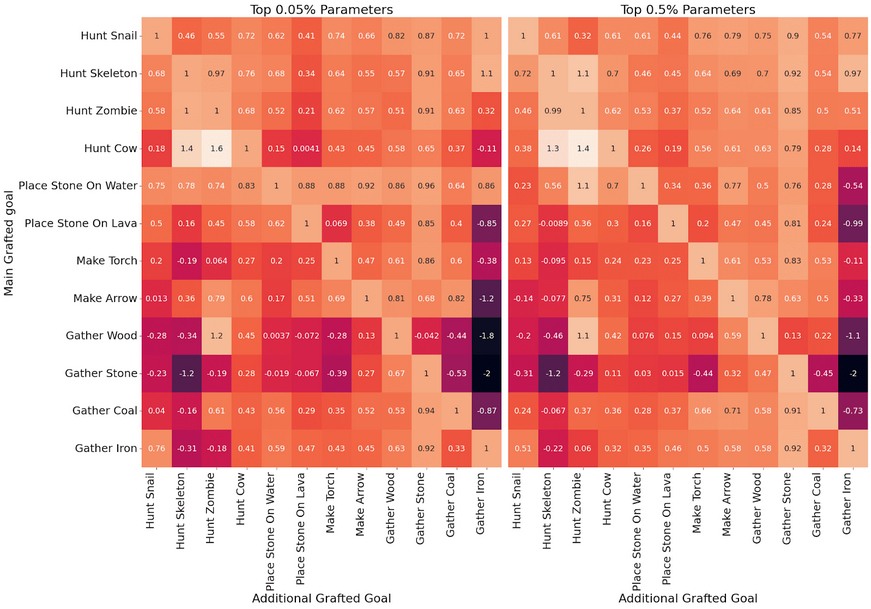 Top 0.05% Parameters Top 0.5% Parameters
Main Grafted goal
Hunt Snail 1 0.46 0.55 0.72 0.62 0.41 0.74 0.66 0.82 0.87 0.72 1 1 0.61 0.32 0.61 0.61 0.44 0.76 0.79 0.75 0.9 0.54 0.77
Hunt Skeleton 0.68 1 0.97 0.76 0.68 0.34 0.64 0.55 0.57 0.91 0.65 1.1 0.72 1 1.1 0.7 0.46 0.45 0.64 0.69 0.7 0.92 0.54 0.97
Hunt Zombie 0.58 1 1 0.68 0.52 0.21 0.62 0.57 0.51 0.91 0.63 0.32 0.46 0.99 1 0.62 0.53 0.37 0.52 0.64 0.61 0.85 0.5 0.51
Hunt Cow 0.18 1.4 1.6 1 0.15 0.0041 0.43 0.45 0.58 0.65 0.37 -0.11 0.38 1.3 1.4 1 0.26 0.19 0.56 0.61 0.63 0.79 0.28 0.14
Place Stone On Water 0.75 0.78 0.74 0.83 1 0.88 0.88 0.92 0.86 0.96 0.64 0.86 0.23 0.56 1.1 0.7 1 0.34 0.36 0.77 0.5 0.76 0.28 -0.54
Place Stone On Lava 0.5 0.16 0.45 0.58 0.62 1 0.069 0.38 0.49 0.85 0.4 -0.85 0.27 -0.0089 0.36 0.3 0.16 1 0.2 0.47 0.45 0.81 0.24 -0.99
Make Torch 0.2 -0.19 0.064 0.27 0.2 0.25 1 0.47 0.61 0.86 0.6 -0.38 0.13 -0.095 0.15 0.24 0.23 0.25 1 0.61 0.53 0.83 0.53 -0.11
Make Arrow 0.013 0.36 0.79 0.6 0.17 0.51 0.69 1 0.81 0.68 0.82 -1.2 -0.14 -0.077 0.75 0.31 0.12 0.27 0.39 1 0.78 0.63 0.5 -0.33
Gather Wood -0.28 -0.34 1.2 0.45 0.0037 -0.072 -0.28 0.13 1 -0.042 -0.44 -1.8 -0.2 -0.46 1.1 0.42 0.076 0.15 0.094 0.59 1 0.13 0.22 -1.1
Gather Stone -0.23 -1.2 -0.19 0.28 -0.019 -0.067 -0.39 0.27 0.67 1 -0.53 -2 -0.31 -1.2 -0.29 0.11 0.03 0.015 -0.44 0.32 0.47 1 -0.45 -2
Gather Coal 0.04 -0.16 0.61 0.43 0.56 0.29 0.35 0.52 0.53 0.94 1 -0.87 0.24 -0.067 0.37 0.36 0.28 0.37 0.66 0.71 0.58 0.91 1 -0.73
Gather Iron 0.76 -0.31 -0.18 0.41 0.59 0.47 0.43 0.45 0.63 0.92 0.33 1 0.51 -0.22 0.06 0.32 0.35 0.46 0.5 0.58 0.58 0.92 0.32 1
Hunt Snail Hunt Skeleton Hunt Zombie Hunt Cow Place Stone On Water Place Stone On Lava Make Torch Make Arrow Gather Wood Gather Stone Gather Coal Gather Iron Hunt Snail Hunt Skeleton Hunt Zombie Hunt Cow Place Stone On Water Place Stone On Lava Make Torch Make Arrow Gather Wood Gather Stone Gather Coal Gather Iron
Additional Grafted Goal Additional Grafted Goal